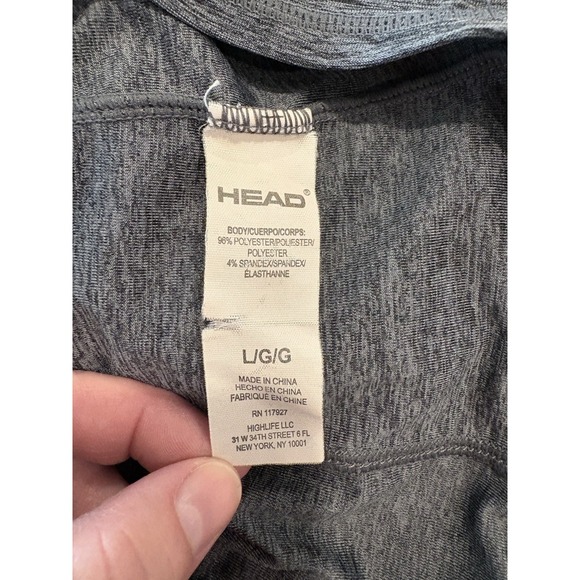 HEAD®
BODY/CUERPO/CORPS:
96% POLYESTER/POLIESTER/
POLYESTER
4% SPANDEX/SPANDEX/
ÉLASTHANNE
L/G/G
MADE IN CHINA
HECHO EN CHINA
FABRIQUÉ EN CHINE
RN 117927
HIGHLIFE LLC
31 W 34TH STREET 6 FL
NEW YORK, NY 10001